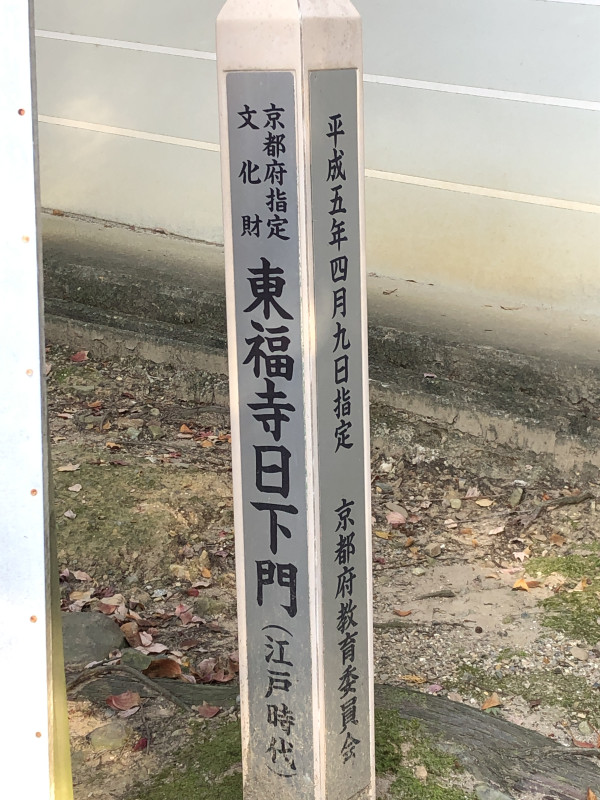 京都府指定
文化財
東福寺日下門(江戸時代)
平成五年四月九日指定 京都府教育委員会